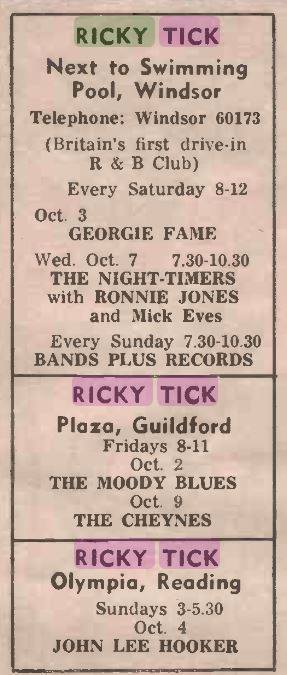 RICKY TICK
Next to Swimming
Pool, Windsor
Telephone: Windsor 60173
(Britain's first drive-in
R & B Club)
Every Saturday 8-12
Oct. 3
GEORGIE FAME
Wed. Oct. 7 7.30-10.30
THE NIGHT-TIMERS
with RONNIE JONES
and Mick Eves
Every Sunday 7.30-10.30
BANDS PLUS RECORDS
RICKY TICK
Plaza, Guildford
Fridays 8-11
Oct. 2
THE MOODY BLUES
Oct. 9
THE CHEYNES
RICKY TICK
Olympia, Reading
Sundays 3-5.30
Oct. 4
JOHN LEE HOOKER